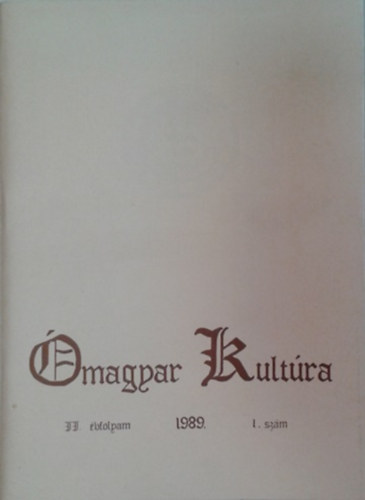 Ómagyar Kultúra
II évfolyam 1989. 1. szám